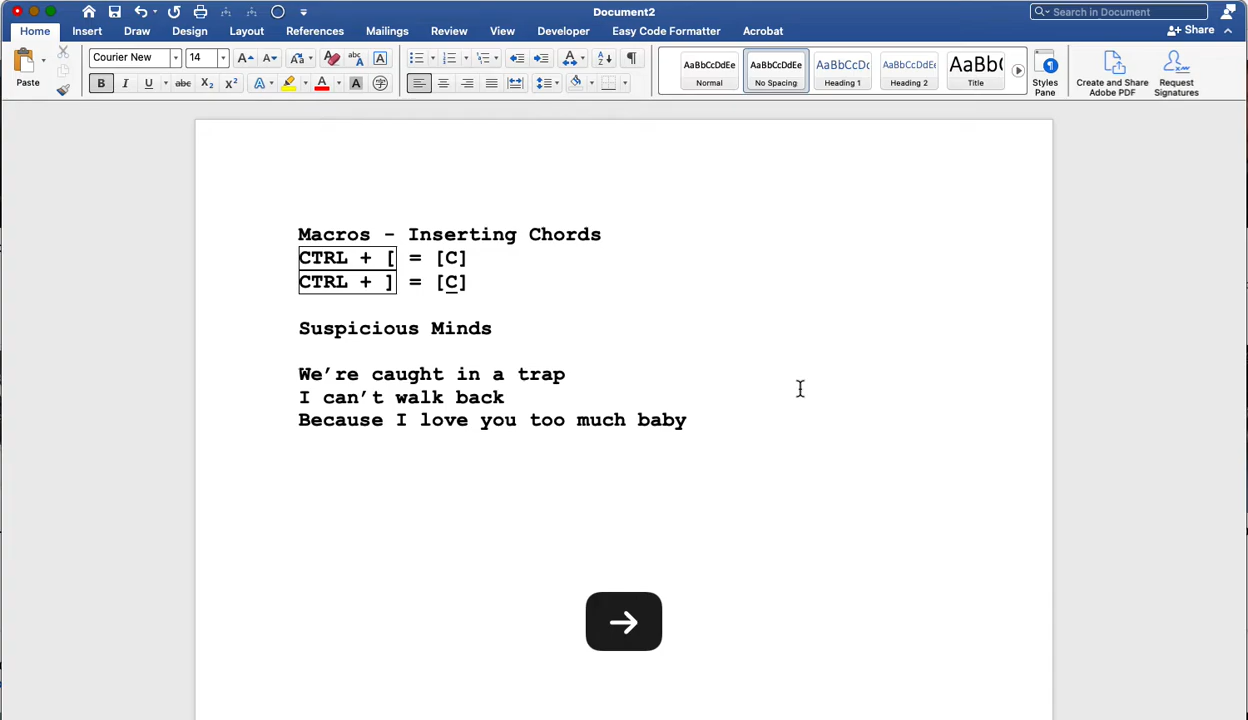 Document2
Search in Document
Home Insert Draw Design Layout References Mailings Review View Developer Easy Code Formatter Acrobat
Share
Paste
Courier New 14
AaBbCcDdEe AaBbCcDdEe AaBbCcDc AaBbCcDdEe AaBb(
Normal No Spacing Heading 1 Heading 2 Title
Styles Pane
Create and Share Adobe PDF
Request Signatures
Macros - Inserting Chords
CTRL + [ = [C]
CTRL + ] = [C]
Suspicious Minds
We’re caught in a trap
I can’t walk back
Because I love you too much baby